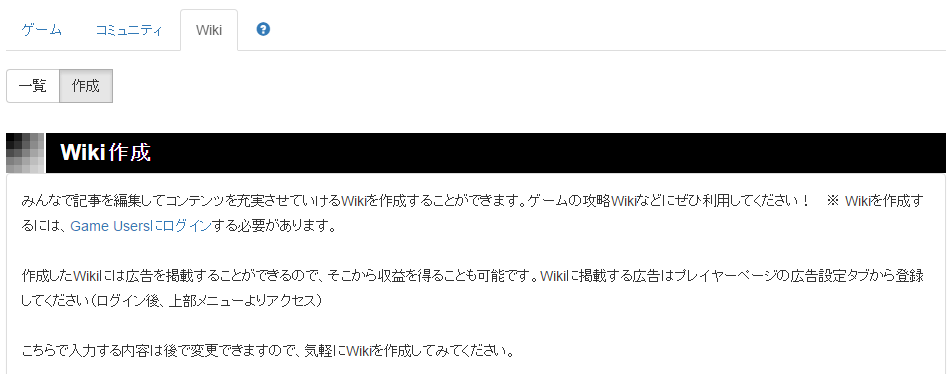 ゲーム コミュニティ Wiki ?
一覧 作成
Wiki作成
みんなで記事を編集してコンテンツを充実させていけるWikiを作成することができます。ゲームの攻略Wikiなどにぜひ利用してください！　※ Wikiを作成す
るには、Game Usersにログインする必要があります。
作成したWikiには広告を掲載することができるので、そこから収益を得ることも可能です。Wikiに掲載する広告はプレイヤーページの広告設定タブから登録
してください（ログイン後、上部メニューよりアクセス）
こちらで入力する内容は後で変更できますので、気軽にWikiを作成してみてください。